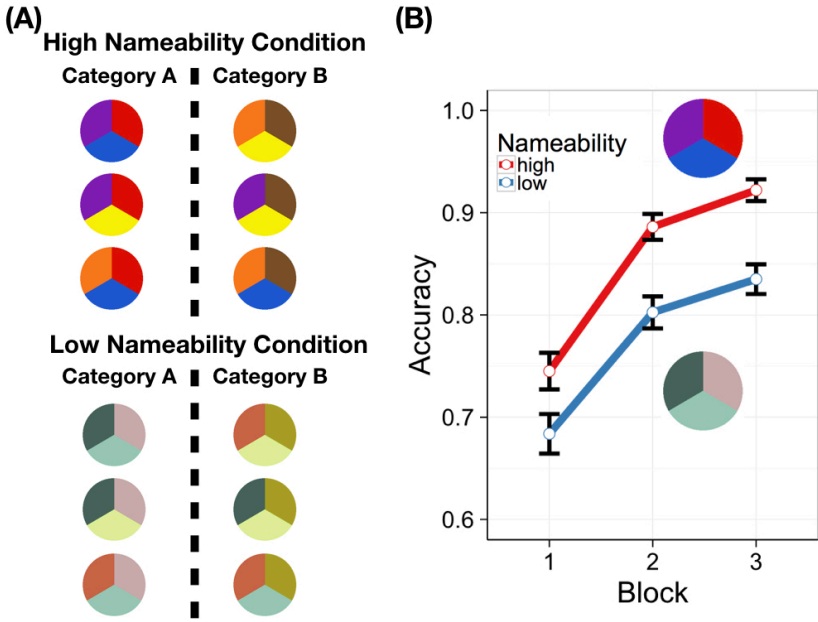 (A)
High Nameability Condition
Category A
Category B
Low Nameability Condition
Category A
Category B
(B)
Nameability
high
low
1.0
0.9
0.8
0.7
0.6
Accuracy
1 2 3
Block